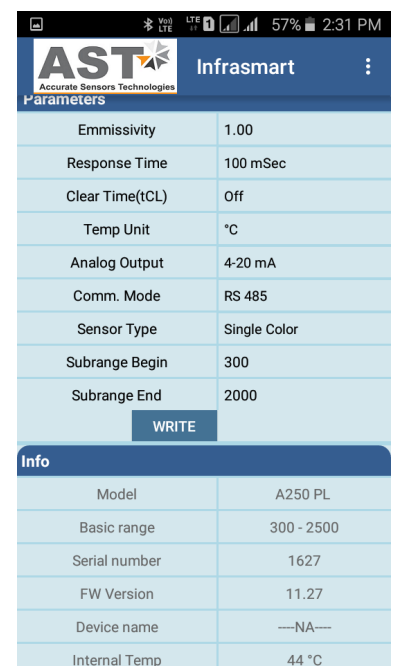 Voi) LTE LTE 1 57% 2:31 PM
AST
Accurate Sensors Technologies
Infrasmart
Parameters
Emmissivity 1.00
Response Time 100 mSec
Clear Time(tCL) Off
Temp Unit °C
Analog Output 4-20 mA
Comm. Mode RS 485
Sensor Type Single Color
Subrange Begin 300
Subrange End 2000
WRITE
Info
Model A250 PL
Basic range 300 - 2500
Serial number 1627
FW Version 11.27
Device name ----NA----
Internal Temp 44 °C